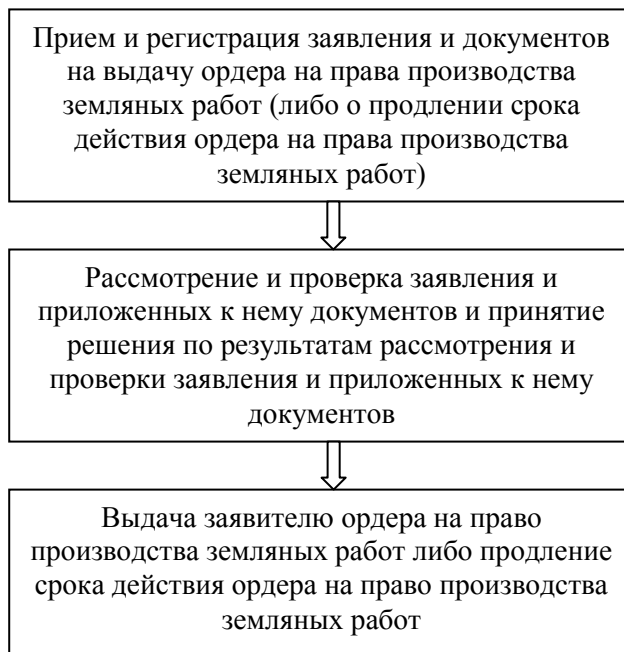 Прием и регистрация заявления и документов
на выдачу ордера на права производства
земляных работ (либо о продлении срока
действия ордера на права производства
земляных работ)
Рассмотрение и проверка заявления и
приложенных к нему документов и принятие
решения по результатам рассмотрения и
проверки заявления и приложенных к нему
документов
Выдача заявителю ордера на право
производства земляных работ либо продление
срока действия ордера на право производства
земляных работ